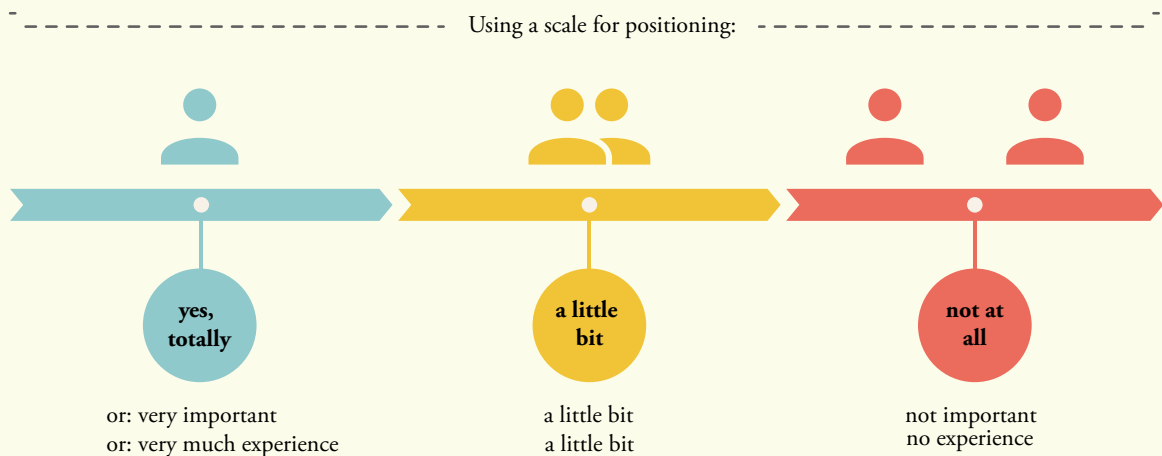 Using a scale for positioning:
yes,
totally
a little
bit
not at
all
or: very important
or: very much experience
a little bit
a little bit
not important
no experience